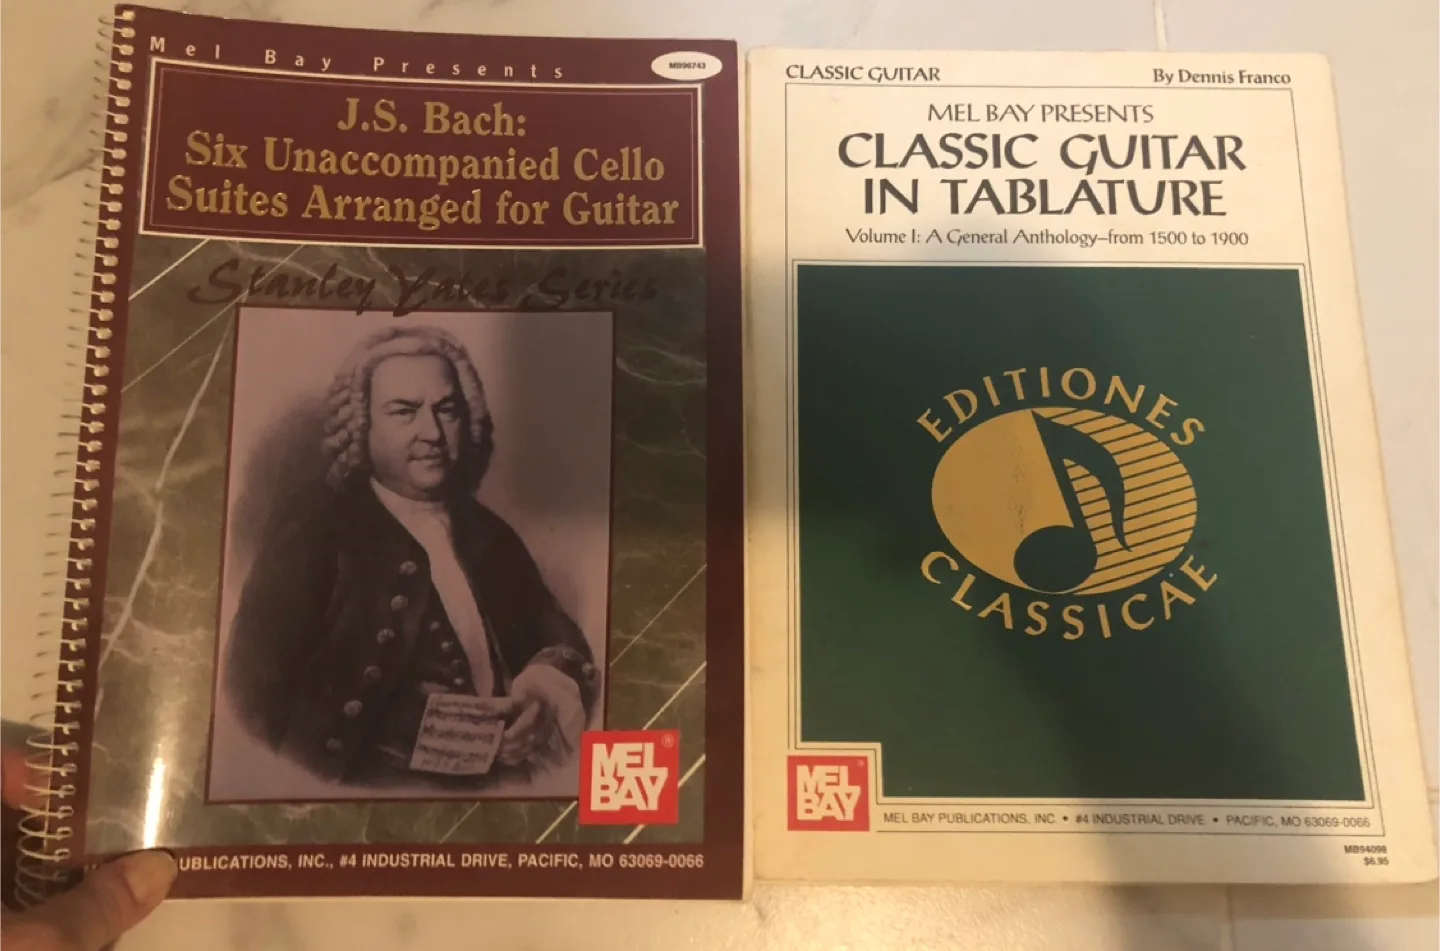 Mel Bay Presents
MB96743
J.S. Bach:
Six Unaccompanied Cello
Suites Arranged for Guitar
Stanley Yates Series
MEL
BAY
®
UBLICATIONS, INC., #4 INDUSTRIAL DRIVE, PACIFIC, MO 63069-0066
CLASSIC GUITAR
By Dennis Franco
MEL BAY PRESENTS
CLASSIC GUITAR
IN TABLATURE
Volume I: A General Anthology–from 1500 to 1900
EDITIONES
CLASSICÆ
MEL
BAY
MEL BAY PUBLICATIONS, INC. • #4 INDUSTRIAL DRIVE • PACIFIC, MO 63069-0066
MB94098
$6.95